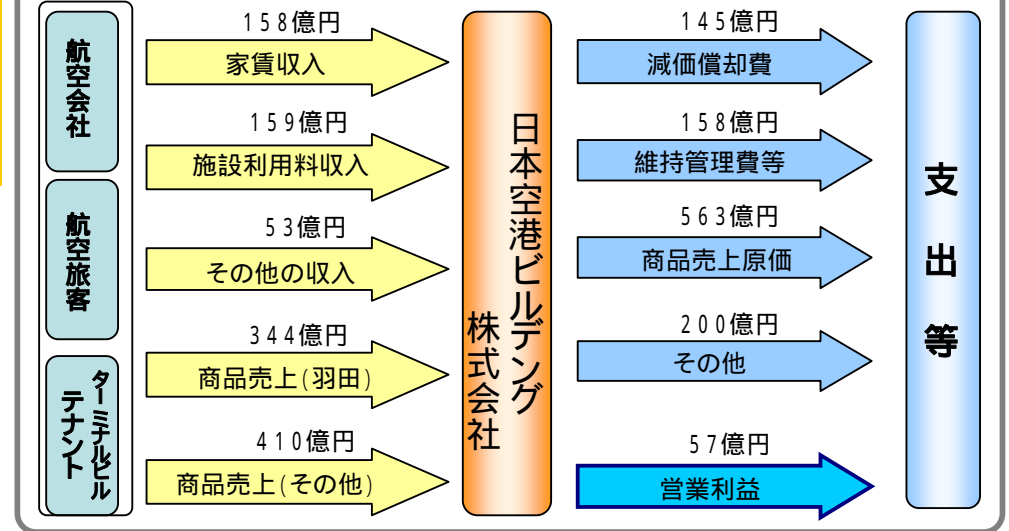 航空会社
航空旅客
ターミナルビル
テナント
158億円
家賃収入
159億円
施設利用料収入
53億円
その他の収入
344億円
商品売上(羽田)
410億円
商品売上(その他)
日本空港ビルデング
株式会社
145億円
減価償却費
158億円
維持管理費等
563億円
商品売上原価
200億円
その他
57億円
営業利益
支出等